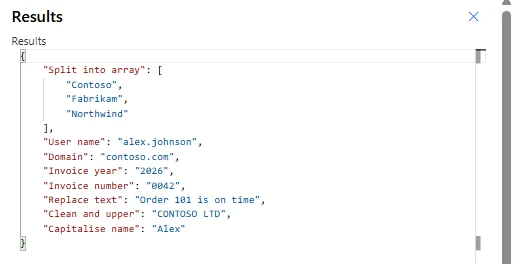 Results
Results
{
"Split into array": [
"Contoso",
"Fabrikam",
"Northwind"
],
"User name": "alex.johnson",
"Domain": "contoso.com",
"Invoice year": "2026",
"Invoice number": "0042",
"Replace text": "Order 101 is on time",
"Clean and upper": "CONTOSO LTD",
"Capitalise name": "Alex"
}